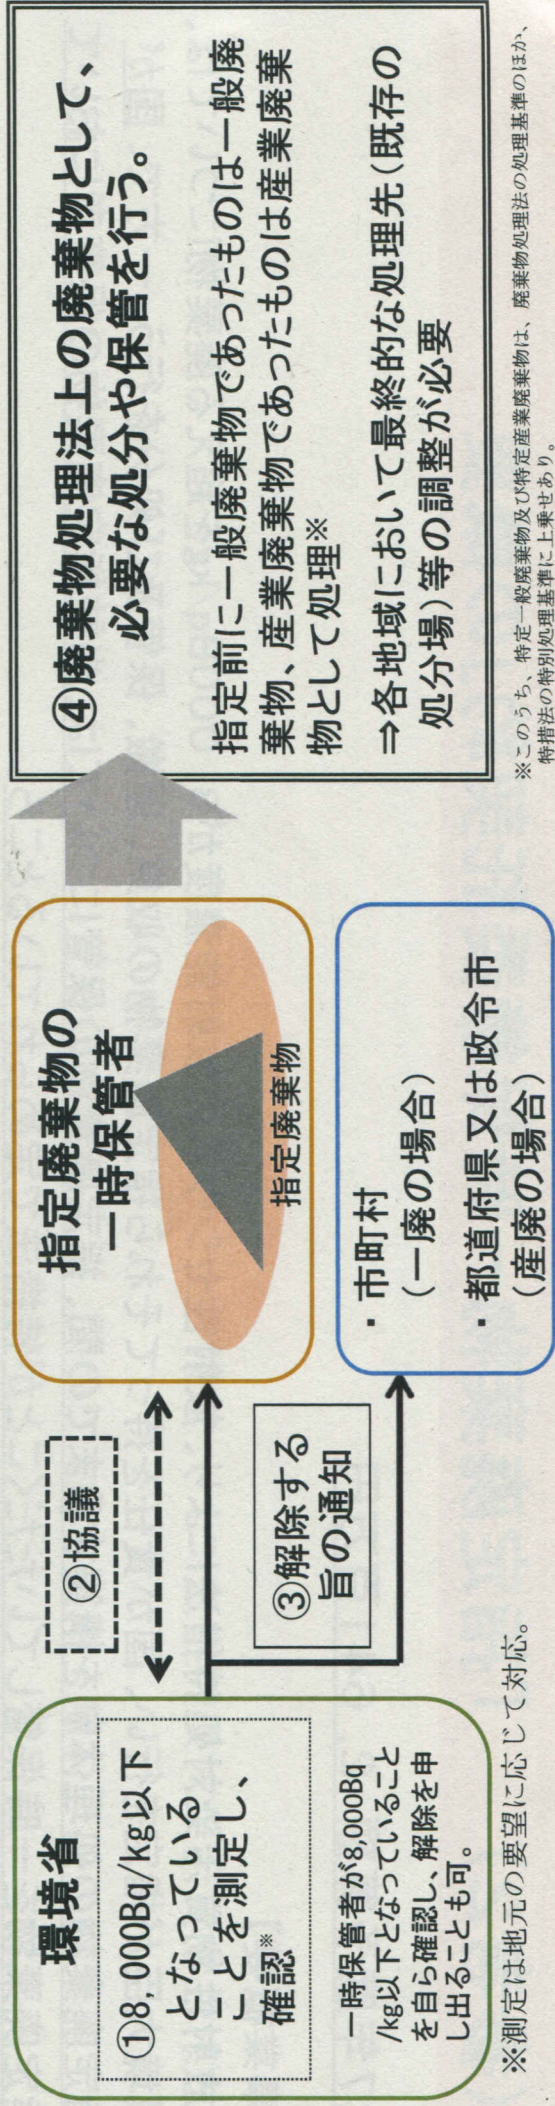 環境省
①8,000Bq/kg以下
となっている
ことを測定し、
確認※
一時保管者が8,000Bq
/kg以下となっていること
を自ら確認し、解除を申
し出ることも可。
※測定は地元の要望に応じて対応。
②協議
③解除する
旨の通知
指定廃棄物の
一時保管者
指定廃棄物
・市町村
(一廃の場合)
・都道府県又は政令市
(産廃の場合)
④廃棄物処理法上の廃棄物として、
必要な処分や保管を行う。
指定前に一般廃棄物であったものは一般廃
棄物、産業廃棄物であったものは産業廃棄
物として処理※
⇒各地域において最終的な処理先(既存の
処分場)等の調整が必要
※このうち、特定一般廃棄物及び特定産業廃棄物は、廃棄物処理法の処理基準のほか、
特措法の特別処理基準に上乗せあり。